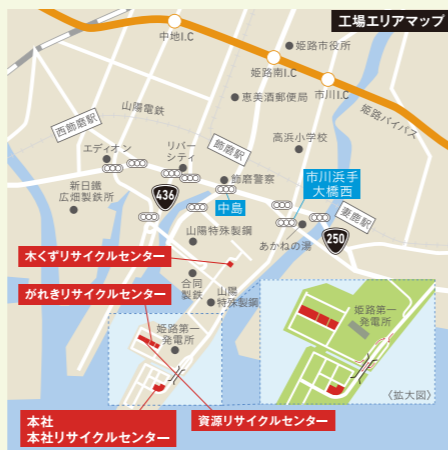 工場エリアマップ
中地I.C
姫路市役所
姫路南I.C
市川I.C
恵美酒郵便局
山陽電鉄
姫路バイパス
西飾磨駅
飾磨駅
高浜小学校
エディオン
リバー
シティ
飾磨警察
市川浜手
大橋西
新日鐵
広畑製鉄所
436
中島
妻鹿駅
250
山陽特殊製鋼
あかねの湯
木くずリサイクルセンター
合同
製鉄
山陽
特殊製鋼
がれきリサイクルセンター
姫路第一
発電所
姫路第一
発電所
〈拡大図〉
本社
本社リサイクルセンター
資源リサイクルセンター